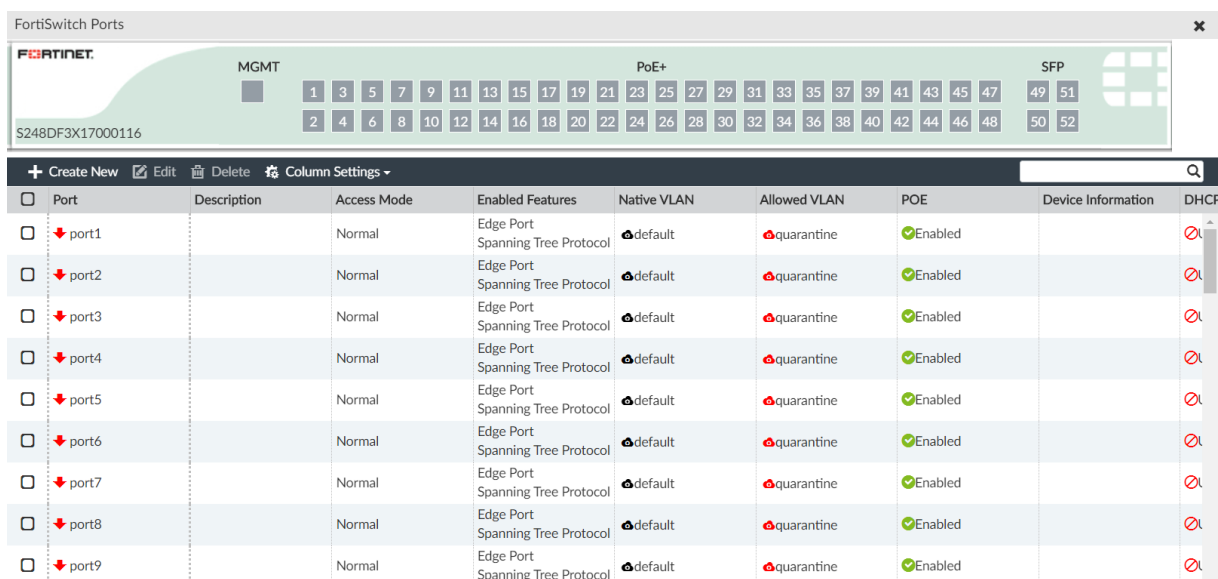 FortiSwitch Ports
FORTINET.
MGMT PoE+ SFP
1 3 5 7 9 11 13 15 17 19 21 23 25 27 29 31 33 35 37 39 41 43 45 47 49 51
2 4 6 8 10 12 14 16 18 20 22 24 26 28 30 32 34 36 38 40 42 44 46 48 50 52
S248DF3X17000116
Create New Edit Delete Column Settings
Port Description Access Mode Enabled Features Native VLAN Allowed VLAN POE Device Information DHCP
port1 Normal Edge Port default quarantine Enabled
Spanning Tree Protocol
port2 Normal Edge Port default quarantine Enabled
Spanning Tree Protocol
port3 Normal Edge Port default quarantine Enabled
Spanning Tree Protocol
port4 Normal Edge Port default quarantine Enabled
Spanning Tree Protocol
port5 Normal Edge Port default quarantine Enabled
Spanning Tree Protocol
port6 Normal Edge Port default quarantine Enabled
Spanning Tree Protocol
port7 Normal Edge Port default quarantine Enabled
Spanning Tree Protocol
port8 Normal Edge Port default quarantine Enabled
Spanning Tree Protocol
port9 Normal Edge Port default quarantine Enabled
Spanning Tree Protocol